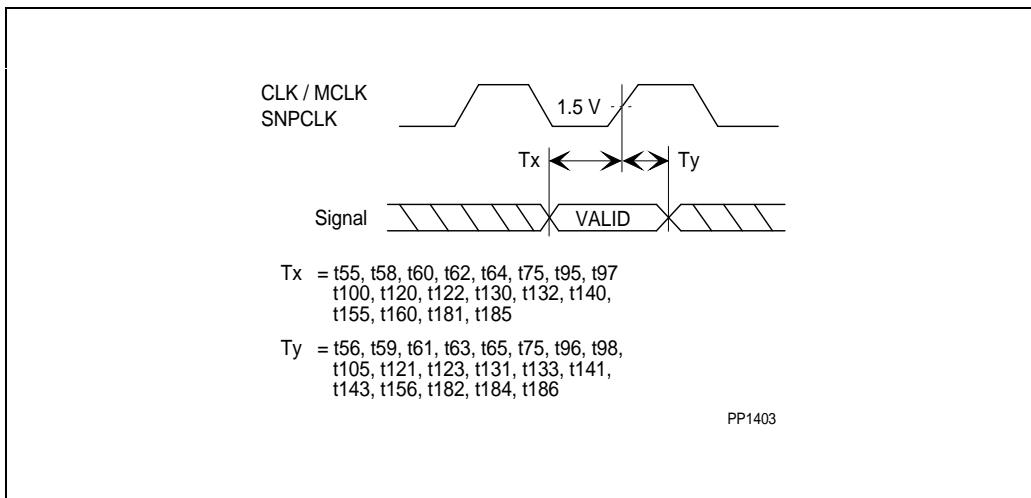 CLK / MCLK
SNPCLK
1.5 V
Tx
Ty
Signal
VALID
Tx = t55, t58, t60, t62, t64, t75, t95, t97
t100, t120, t122, t130, t132, t140,
t155, t160, t181, t185
Ty = t56, t59, t61, t63, t65, t75, t96, t98,
t105, t121, t123, t131, t133, t141,
t143, t156, t182, t184, t186
PP1403